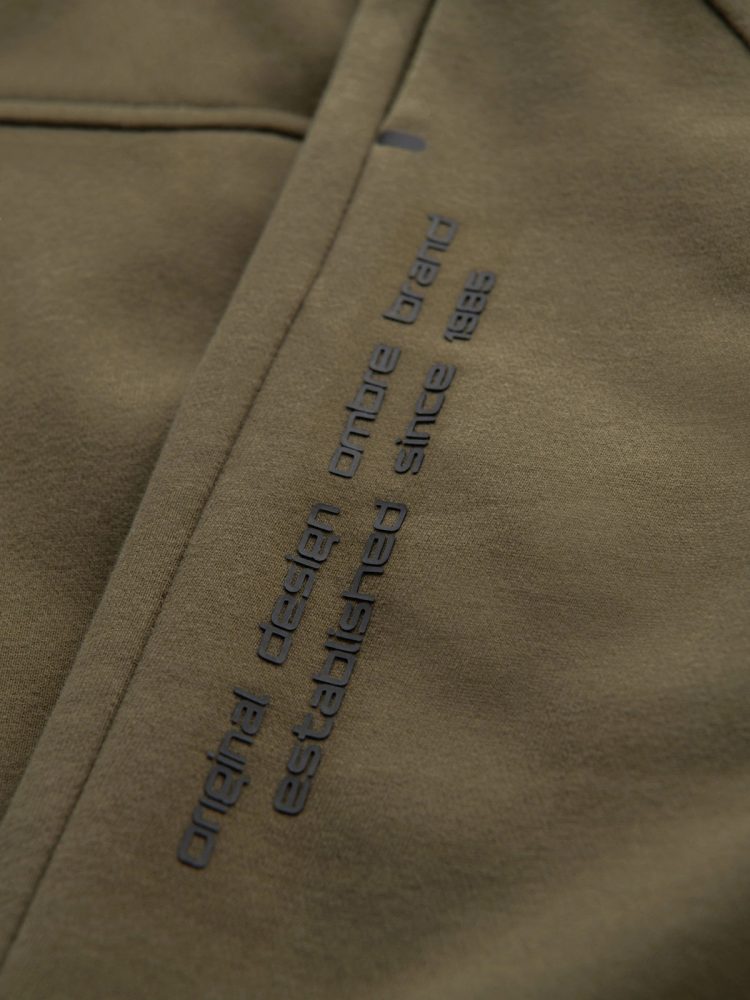 original design ombre brand
established since 1985